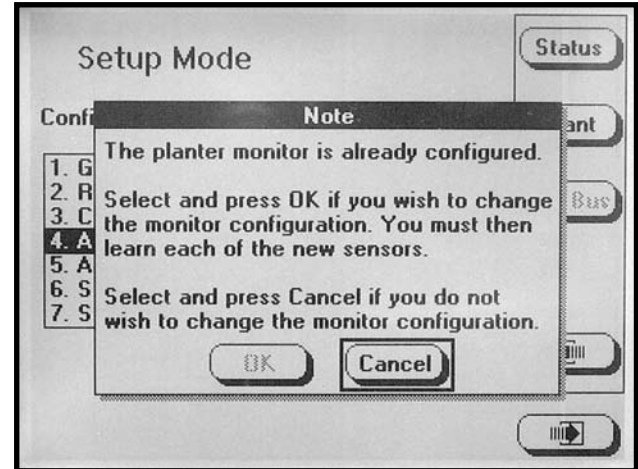 Setup Mode
Status
Note
The planter monitor is already configured.
Select and press OK if you wish to change
the monitor configuration. You must then
learn each of the new sensors.
Select and press Cancel if you do not
wish to change the monitor configuration.
OK
Cancel
Confi
1. G
2. R
3. C
4. A
5. A
6. S
7. S
ant
Bus